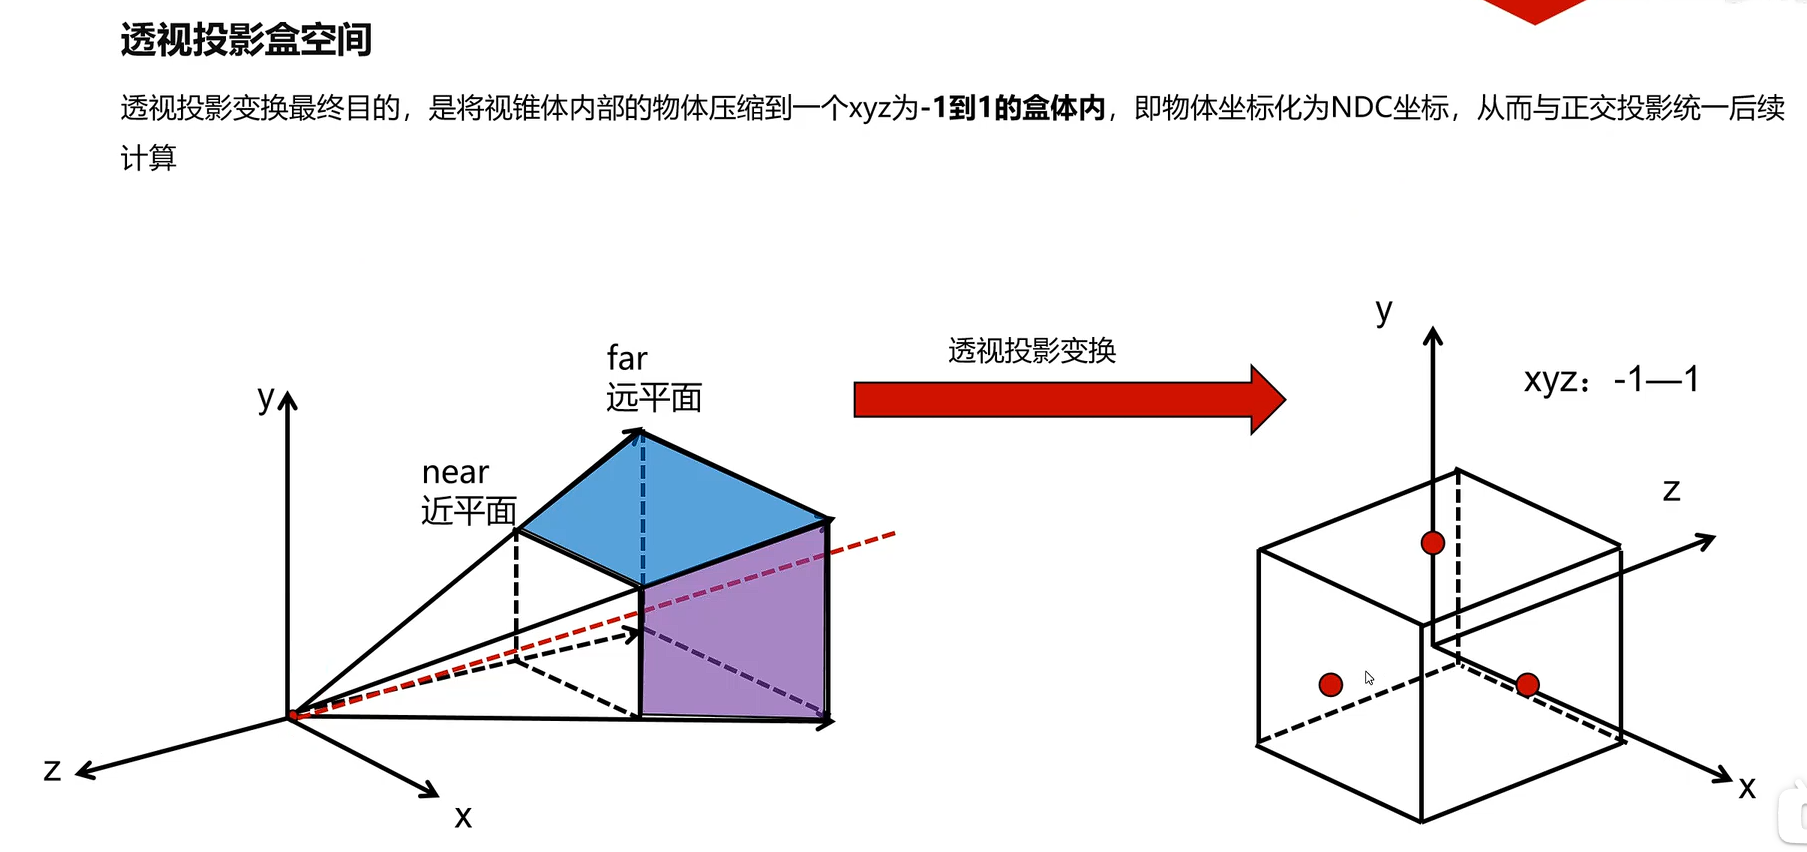 透视投影盒空间
透视投影变换最终目的，是将视锥体内部的物体压缩到一个xyz为-1到1的盒体内，即物体坐标化为NDC坐标，从而与正交投影统一后续
计算
y
far
远平面
near
近平面
z
x
透视投影变换
y
xyz：-1—1
z
x